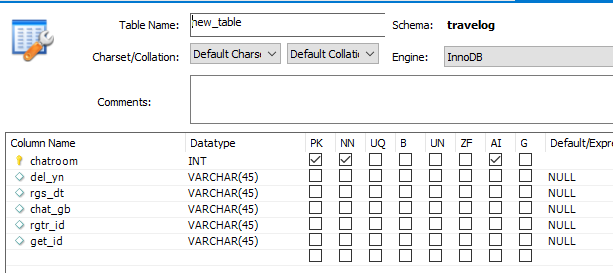 Table Name: new_table Schema: travelog
Charset/Collation: Default Charse Default Collati Engine: InnoDB
Comments:
Column Name Datatype PK NN UQ B UN ZF AI G Default/Expre
chatroom INT
del_yn VARCHAR(45) NULL
rgs_dt VARCHAR(45) NULL
chat_gb VARCHAR(45) NULL
rgtr_id VARCHAR(45) NULL
get_id VARCHAR(45) NULL